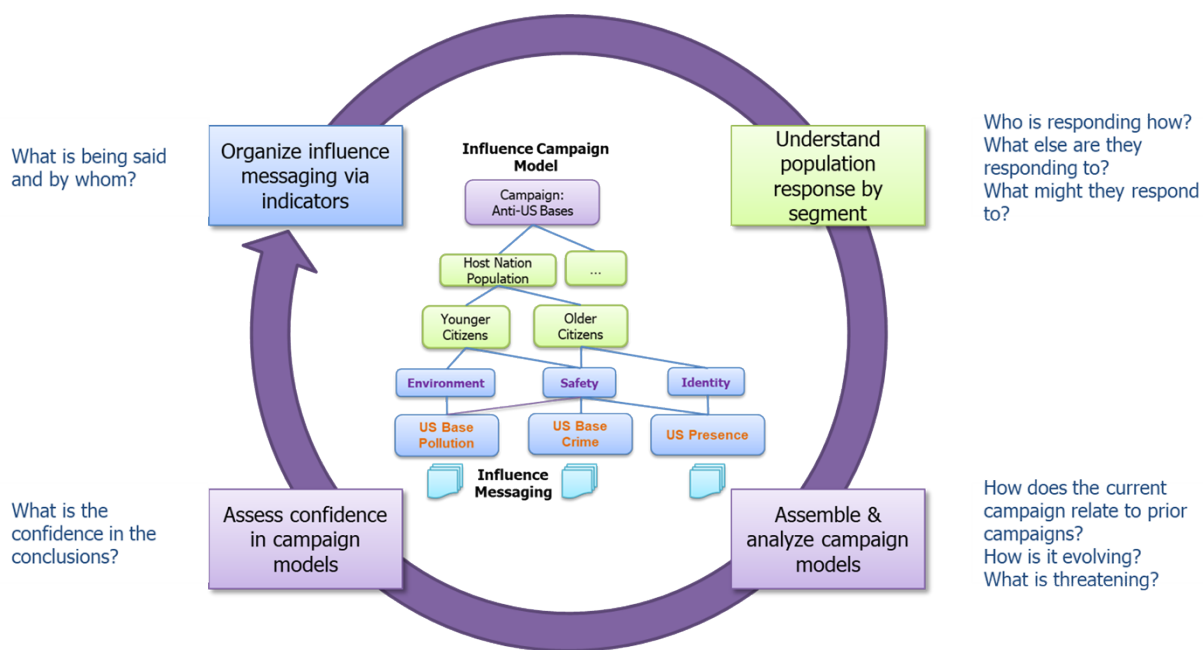 What is being said
and by whom?
Organize influence
messaging via
indicators
Influence Campaign
Model
Campaign:
Anti-US Bases
Host Nation
Population
...
Younger
Citizens
Older
Citizens
Environment
Safety
Identity
US Base
Pollution
US Base
Crime
US Presence
Influence
Messaging
Understand
population
response by
segment
Who is responding how?
What else are they
responding to?
What might they respond
to?
What is the
confidence in the
conclusions?
Assess confidence
in campaign
models
Assemble &
analyze campaign
models
How does the current
campaign relate to prior
campaigns?
How is it evolving?
What is threatening?